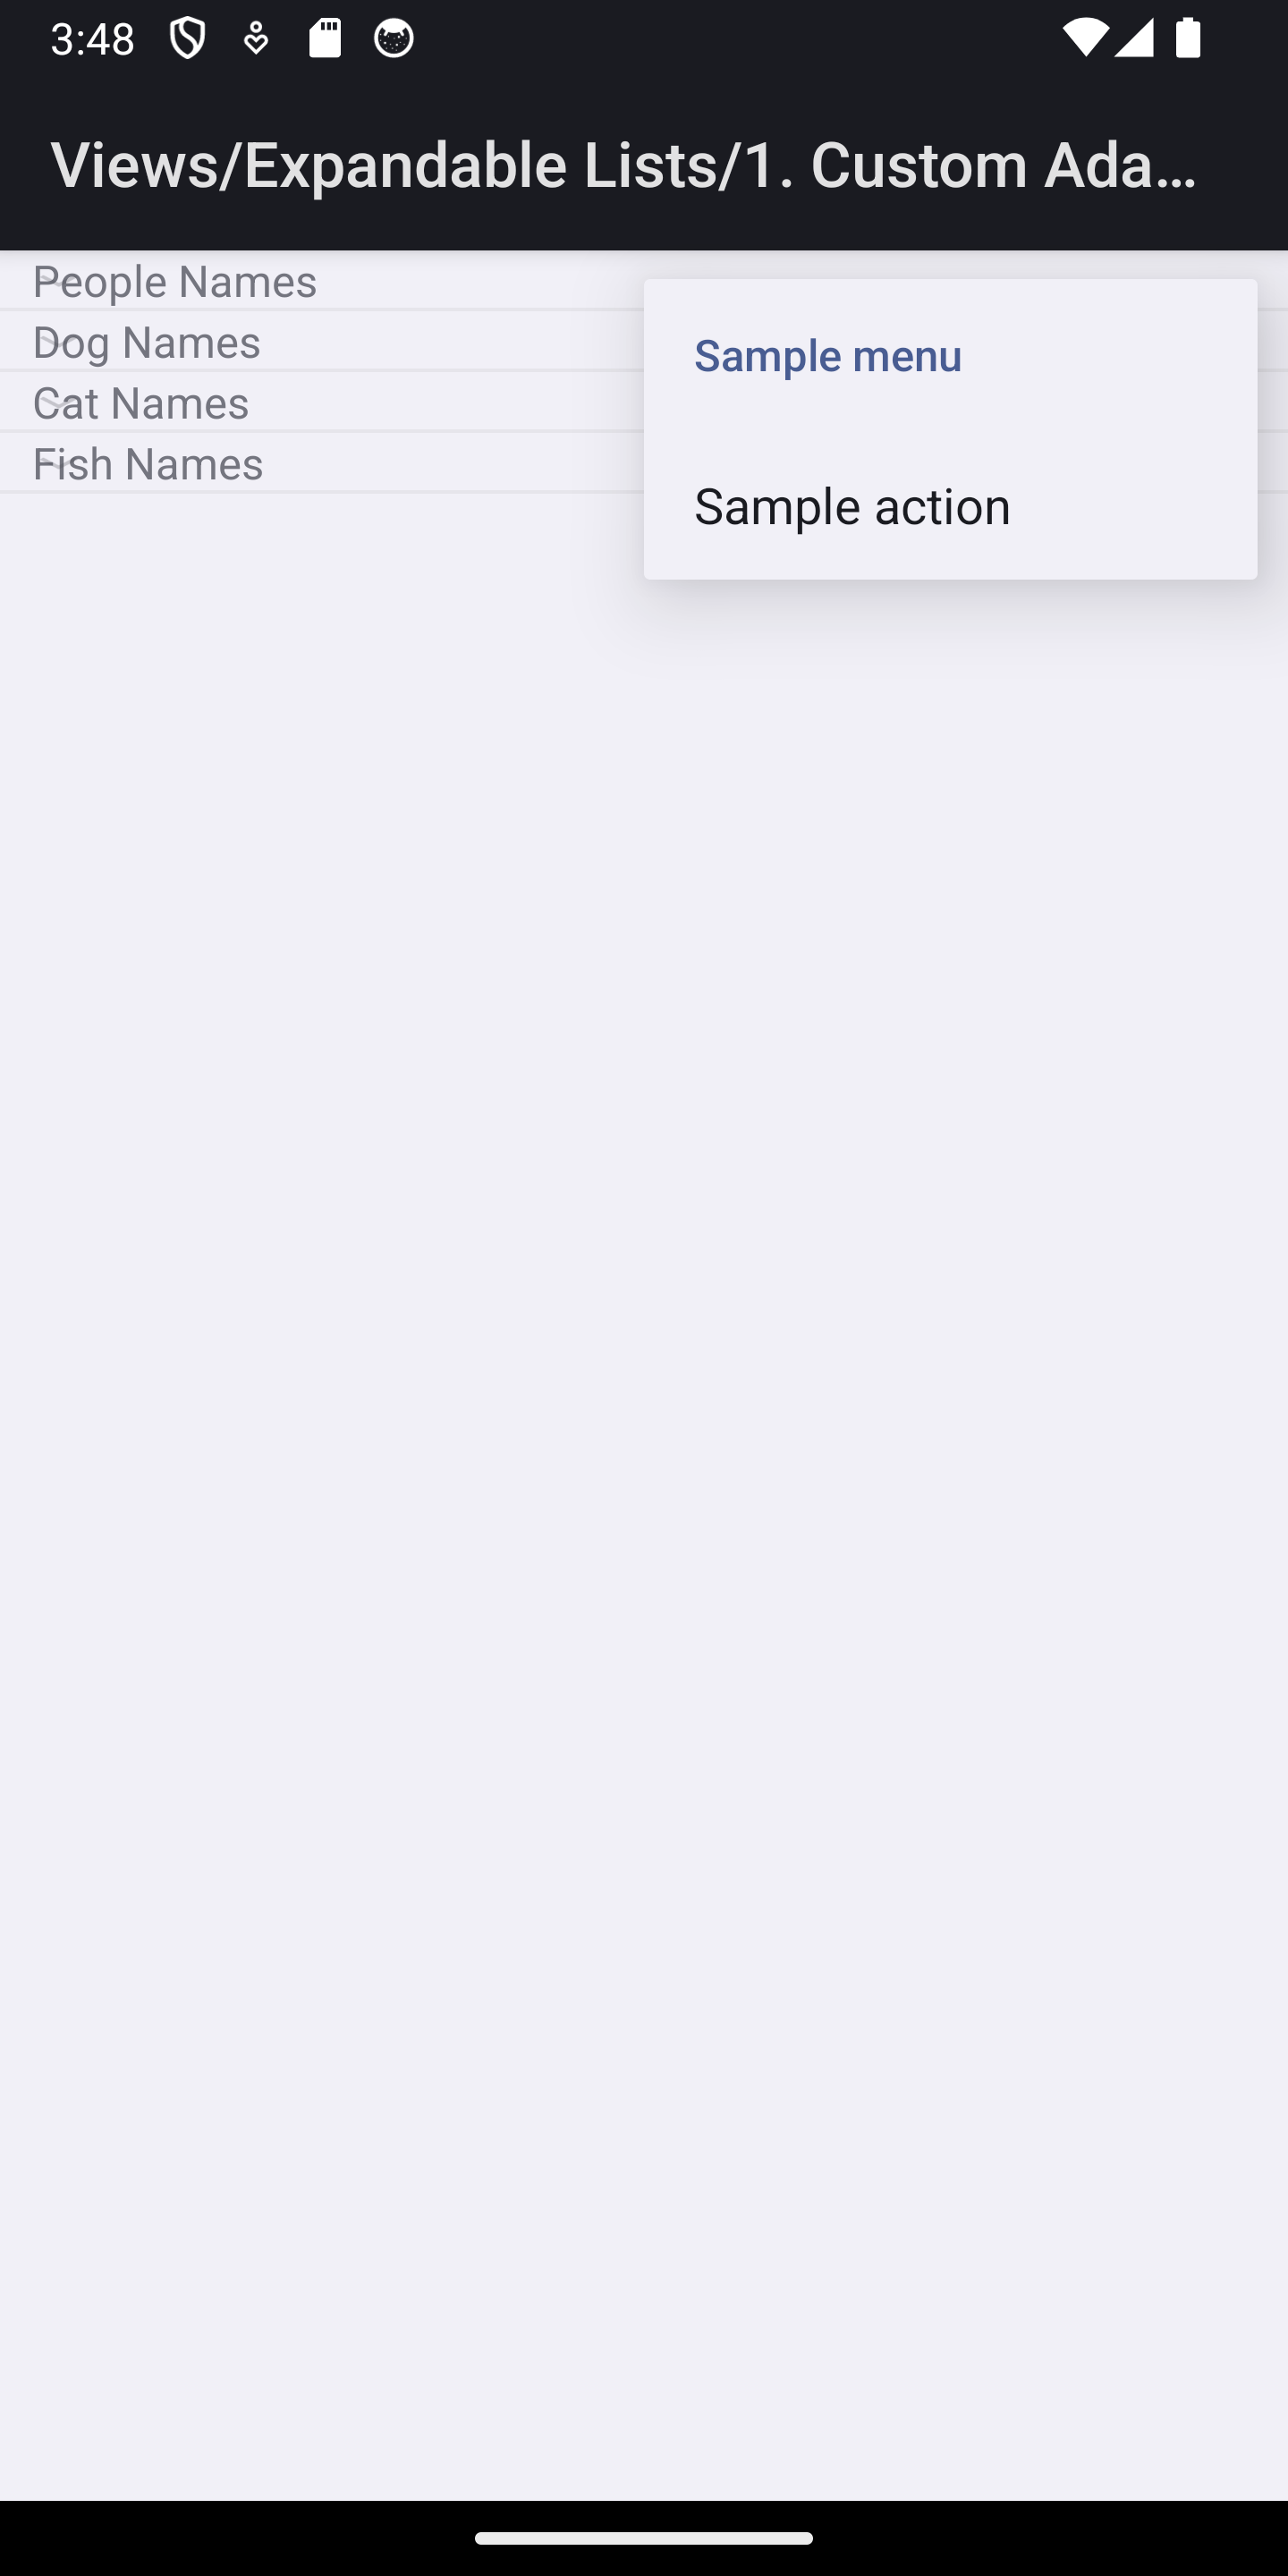 3:48
Views/Expandable Lists/1. Custom Ada…
People Names
Dog Names
Cat Names
Fish Names
Sample menu
Sample action